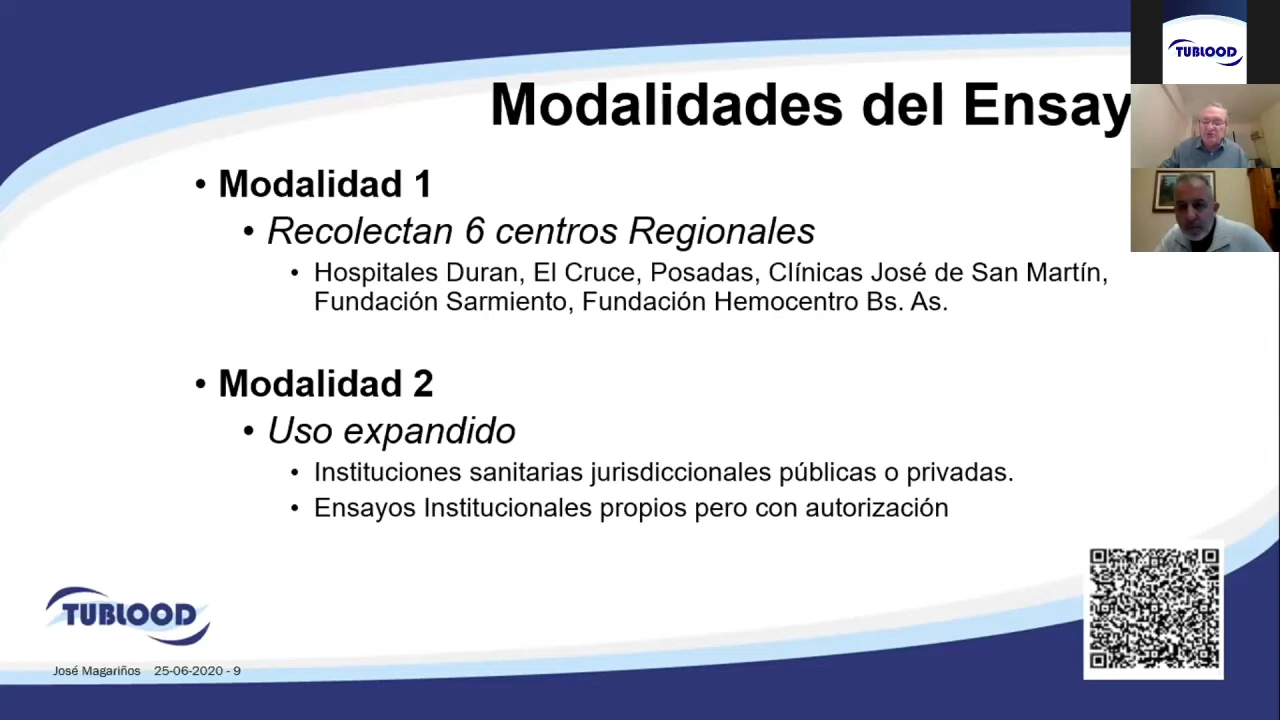 Modalidades del Ensay
TUBLOOD
• Modalidad 1
• Recolectan 6 centros Regionales
• Hospitales Duran, El Cruce, Posadas, Clínicas José de San Martín,
Fundación Sarmiento, Fundación Hemocentro Bs. As.
• Modalidad 2
• Uso expandido
• Instituciones sanitarias jurisdiccionales públicas o privadas.
• Ensayos Institucionales propios pero con autorización
TUBLOOD
José Magariños 25-06-2020 - 9